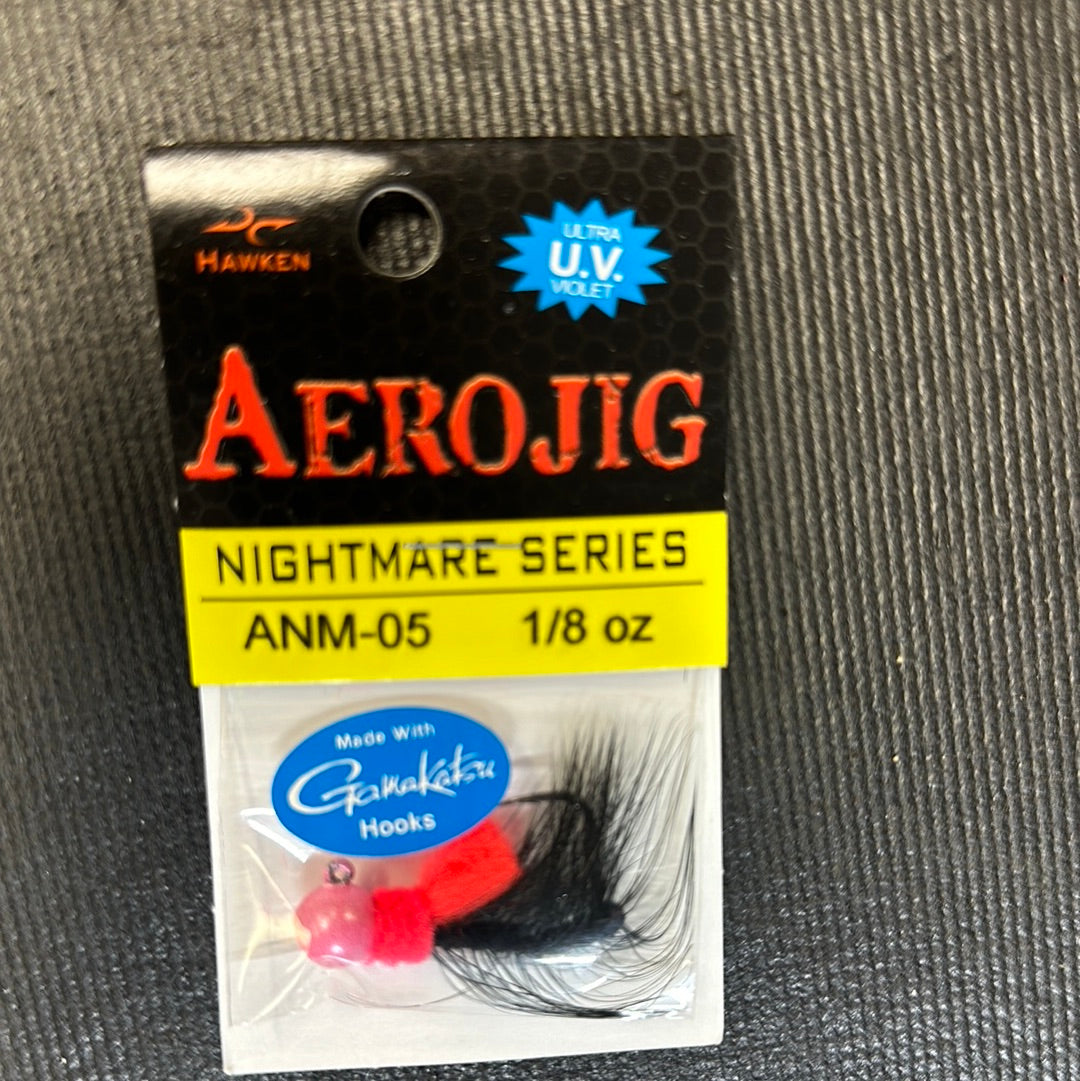 HAWKEN
ULTRA
U.V.
VIOLET
AEROJIG
NIGHTMARE SERIES
ANM-05 1/8 oz
Made With
Gamakatsu
Hooks